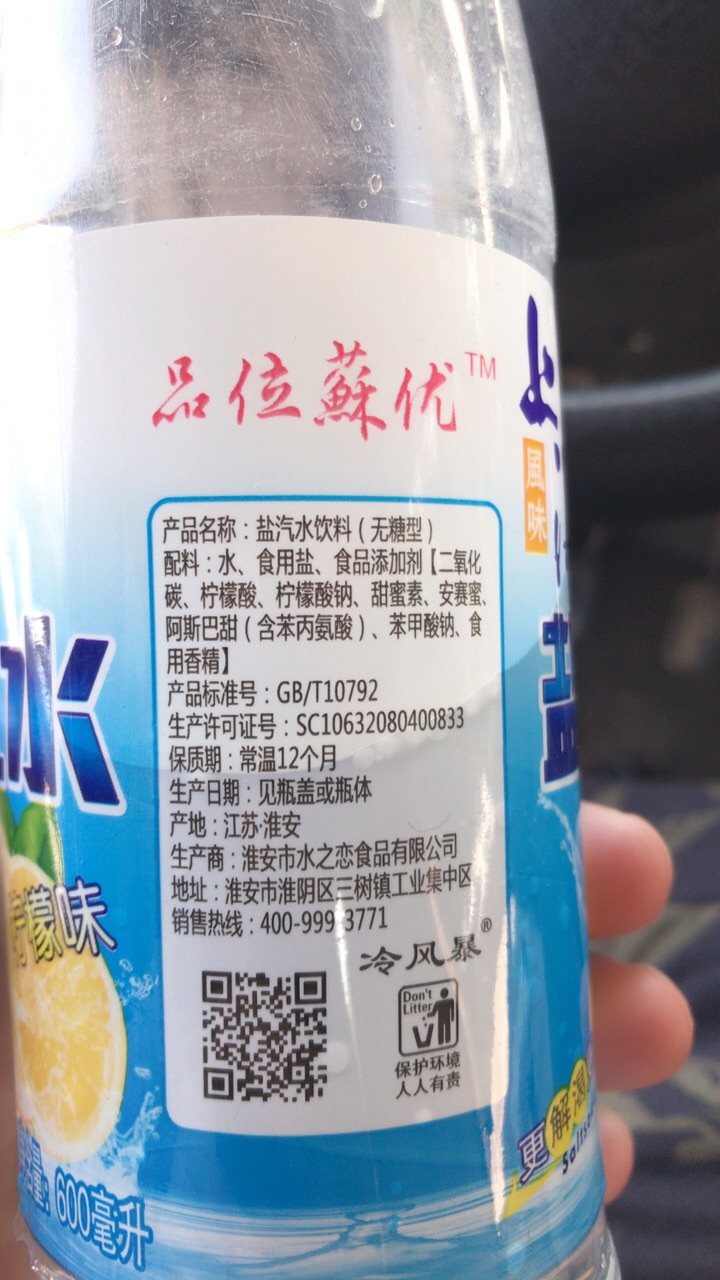 品位蘇优™
風味
产品名称：盐汽水饮料（无糖型）
配料：水、食用盐、食品添加剂【二氧化
碳、柠檬酸、柠檬酸钠、甜蜜素、安赛蜜、
阿斯巴甜（含苯丙氨酸）、苯甲酸钠、食
用香精】
产品标准号：GB/T10792
生产许可证号：SC10632080400833
保质期：常温12个月
生产日期：见瓶盖或瓶体
产地：江苏·淮安
生产商：淮安市水之恋食品有限公司
地址：淮安市淮阴区三树镇工业集中区
销售热线：400-999 3771
冷风暴®
Don't
Litter
保护环境
人人有责
水
柠檬味
600毫升
盐
更解渴